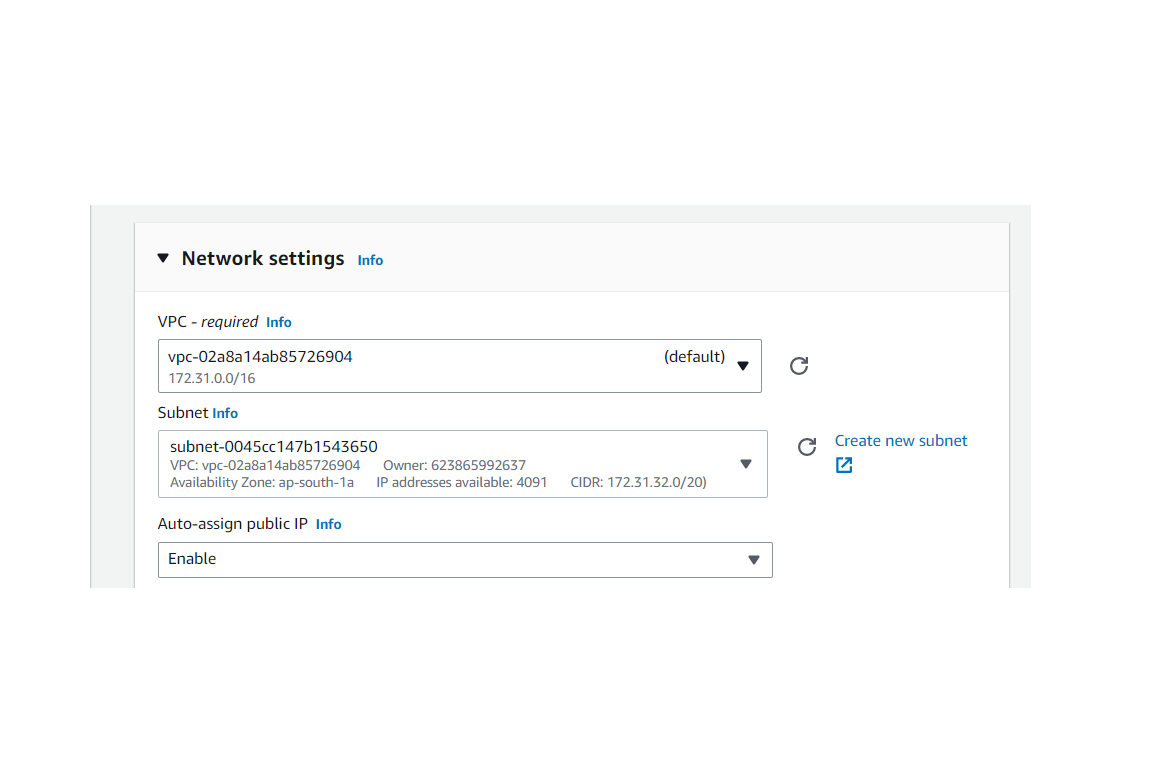 Network settings Info
VPC - required Info
vpc-02a8a14ab85726904 (default)
172.31.0.0/16
Subnet Info
subnet-0045cc147b1543650
VPC: vpc-02a8a14ab85726904 Owner: 623865992637
Availability Zone: ap-south-1a IP addresses available: 4091 CIDR: 172.31.32.0/20)
Create new subnet
Auto-assign public IP Info
Enable